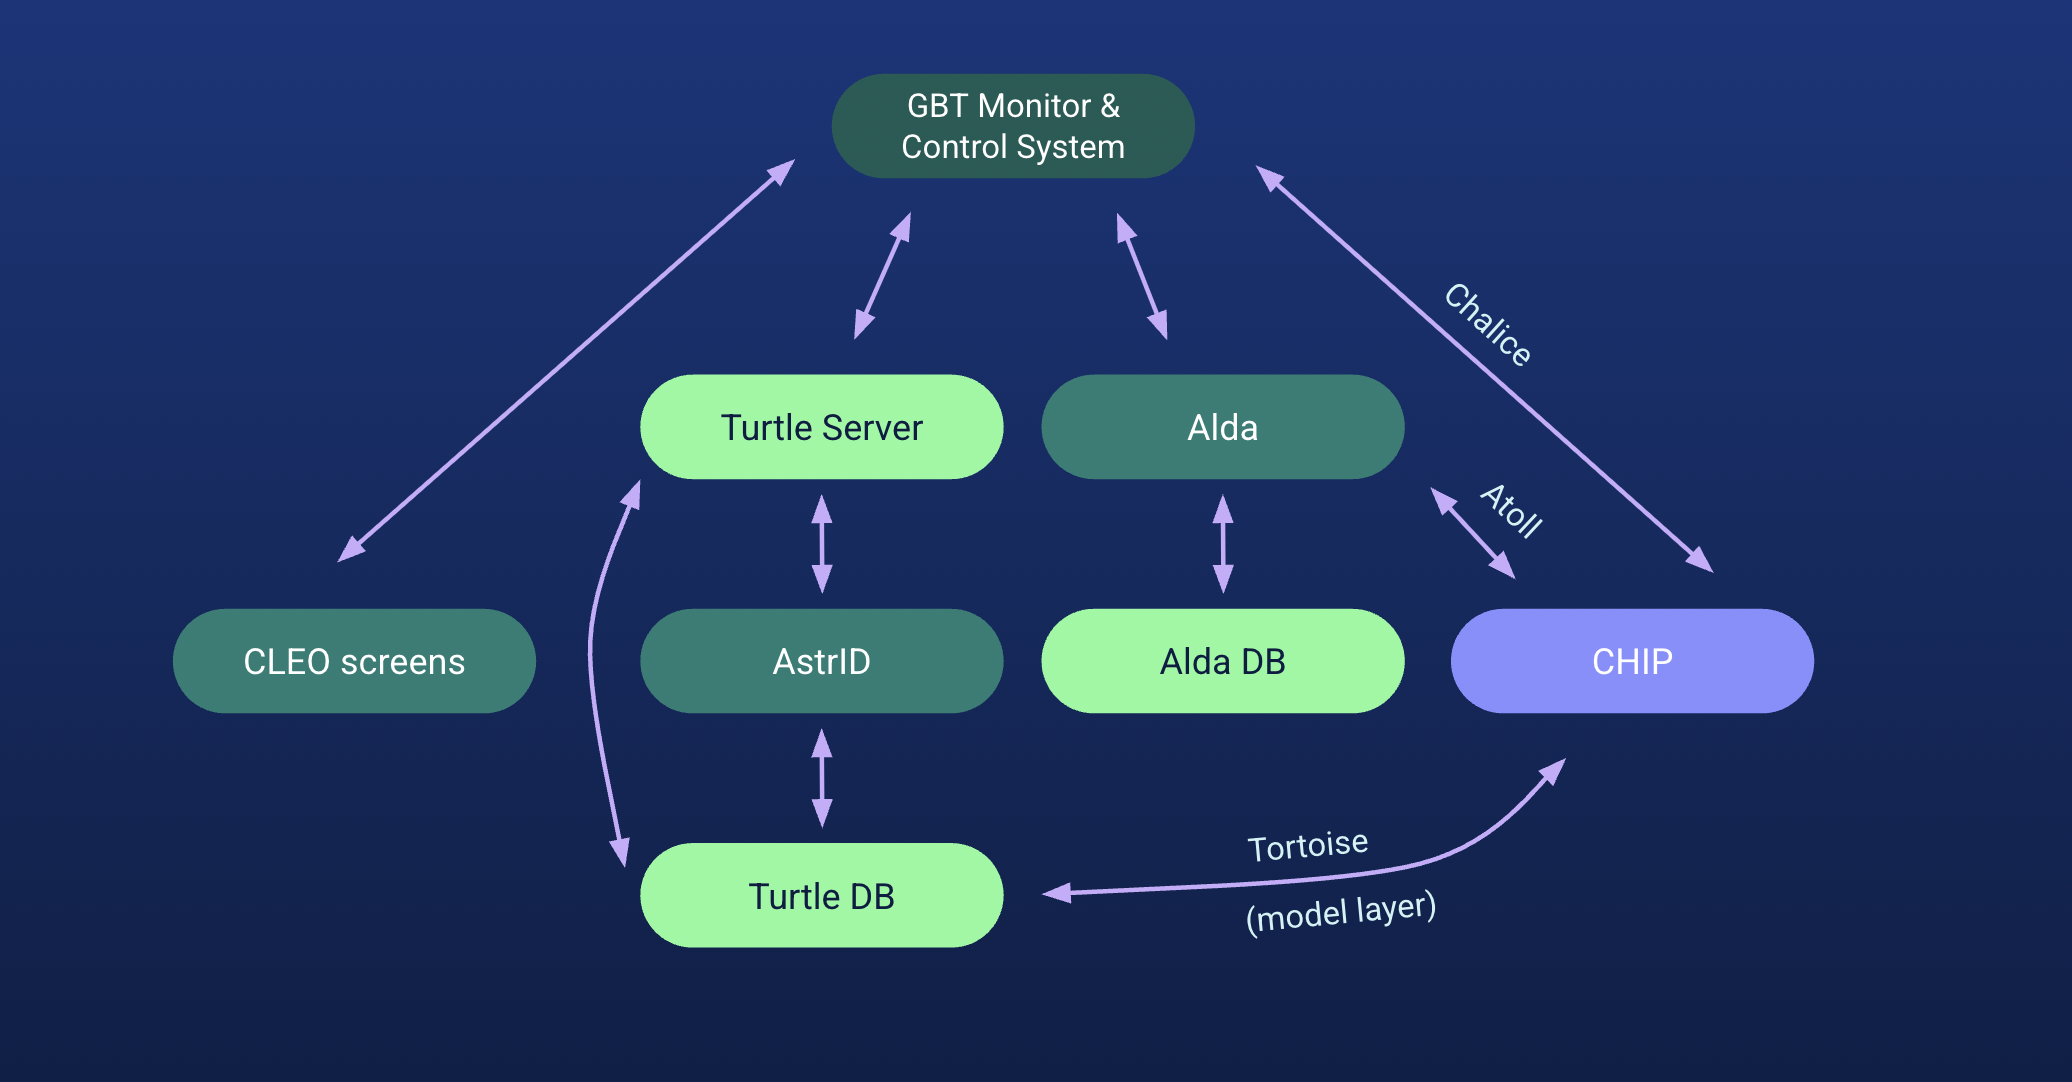 GBT Monitor &
Control System
Chalice
Turtle Server
Alda
Atoll
CLEO screens
AstrID
Alda DB
CHIP
Tortoise
(model layer)
Turtle DB